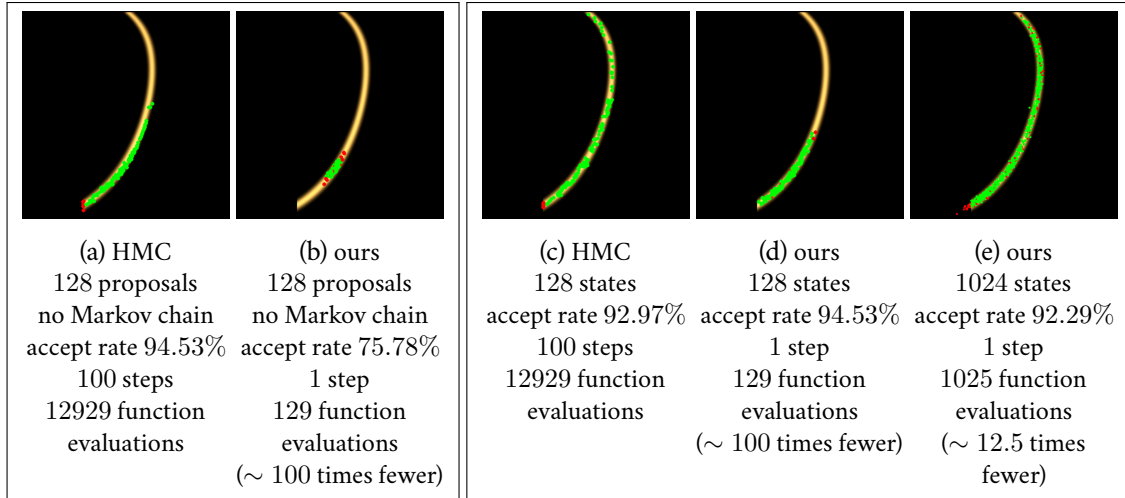 (a) HMC
128 proposals
no Markov chain
accept rate 94.53%
100 steps
12929 function
evaluations
(b) ours
128 proposals
no Markov chain
accept rate 75.78%
1 step
129 function
evaluations
(∼ 100 times fewer)
(c) HMC
128 states
accept rate 92.97%
100 steps
12929 function
evaluations
(d) ours
128 states
accept rate 94.53%
1 step
129 function
evaluations
(∼ 100 times fewer)
(e) ours
1024 states
accept rate 92.29%
1 step
1025 function
evaluations
(∼ 12.5 times
fewer)